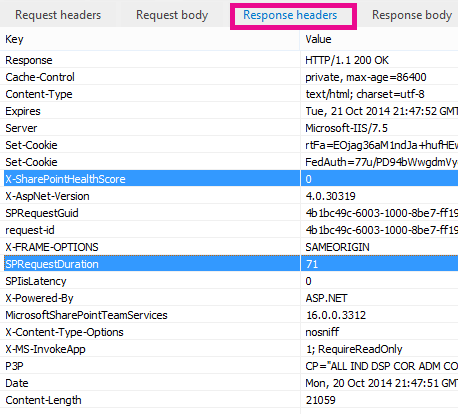 Request headers Request body Response headers Response body
Key Value
Response HTTP/1.1 200 OK
Cache-Control private, max-age=86400
Content-Type text/html; charset=utf-8
Expires Tue, 21 Oct 2014 21:47:52 GMT
Server Microsoft-IIS/7.5
Set-Cookie rtFa=EOjag36aM1ndJa+hufHEw
Set-Cookie FedAuth=77u/PD94bWwgdmVy
X-SharePointHealthScore 0
X-AspNet-Version 4.0.30319
SPRequestGuid 4b1bc49c-6003-1000-8be7-ff19
request-id 4b1bc49c-6003-1000-8be7-ff19
X-FRAME-OPTIONS SAMEORIGIN
SPRequestDuration 71
SPIisLatency 0
X-Powered-By ASP.NET
MicrosoftSharePointTeamServices 16.0.0.3312
X-Content-Type-Options nosniff
X-MS-InvokeApp 1; RequireReadOnly
P3P CP="ALL IND DSP COR ADM CO
Date Mon, 20 Oct 2014 21:47:51 GM
Content-Length 21059